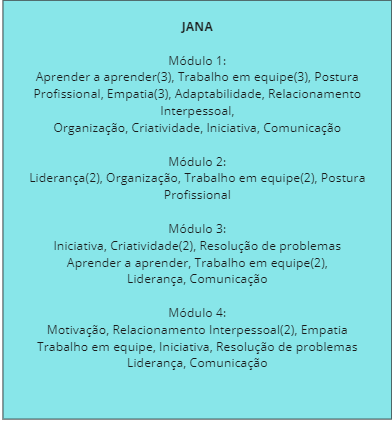 JANA
Módulo 1:
Aprender a aprender(3), Trabalho em equipe(3), Postura
Profissional, Empatia(3), Adaptabilidade, Relacionamento
Interpessoal,
Organização, Criatividade, Iniciativa, Comunicação
Módulo 2:
Liderança(2), Organização, Trabalho em equipe(2), Postura
Profissional
Módulo 3:
Iniciativa, Criatividade(2), Resolução de problemas
Aprender a aprender, Trabalho em equipe(2),
Liderança, Comunicação
Módulo 4:
Motivação, Relacionamento Interpessoal(2), Empatia
Trabalho em equipe, Iniciativa, Resolução de problemas
Liderança, Comunicação